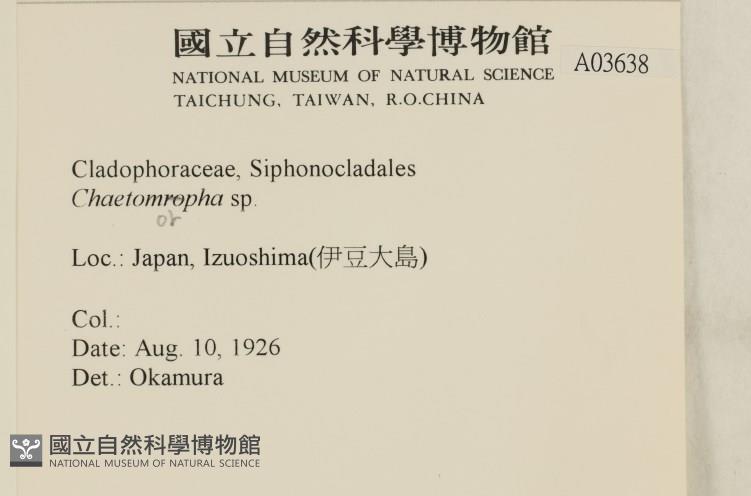 國立自然科學博物館
NATIONAL MUSEUM OF NATURAL SCIENCE
TAICHUNG, TAIWAN, R.O.CHINA
A03638
Cladophoraceae, Siphonocladales
Chaetomropha sp.
or
Loc.: Japan, Izuoshima(伊豆大島)
Col.:
Date: Aug. 10, 1926
Det.: Okamura
國立自然科學博物館
NATIONAL MUSEUM OF NATURAL SCIENCE